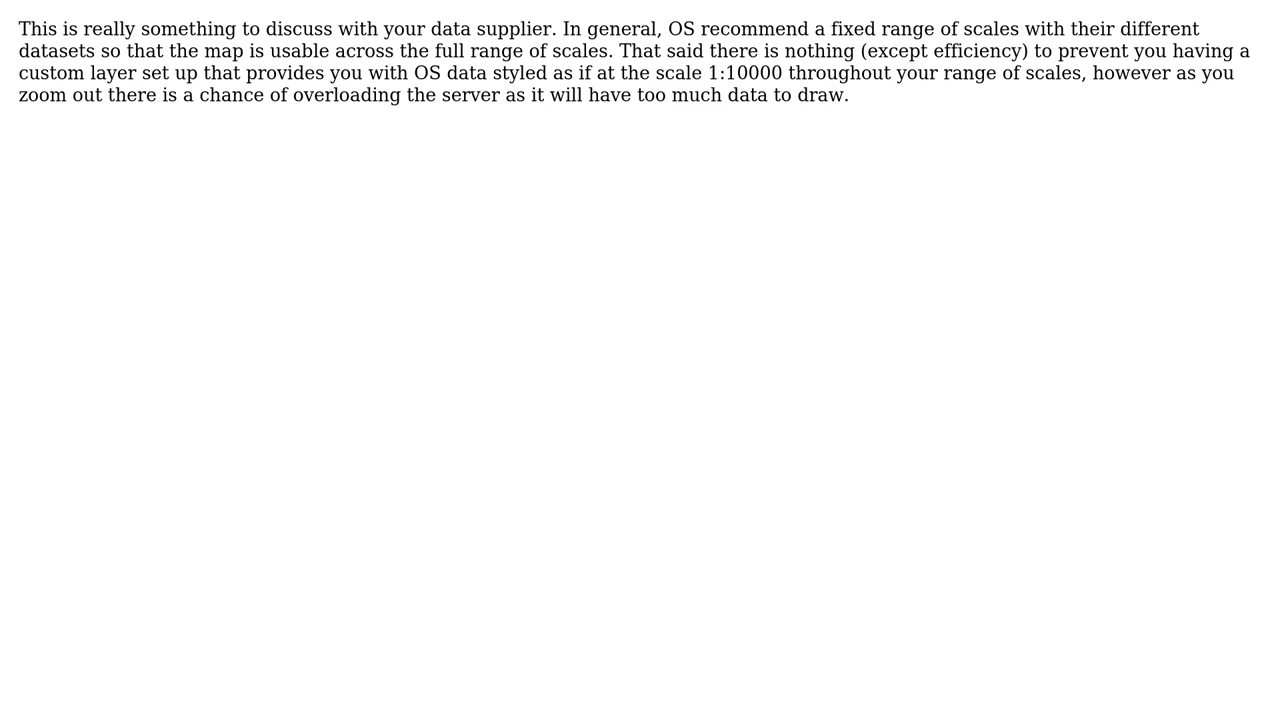 This is really something to discuss with your data supplier. In general, OS recommend a fixed range of scales with their different
datasets so that the map is usable across the full range of scales. That said there is nothing (except efficiency) to prevent you having a
custom layer set up that provides you with OS data styled as if at the scale 1:10000 throughout your range of scales, however as you
zoom out there is a chance of overloading the server as it will have too much data to draw.